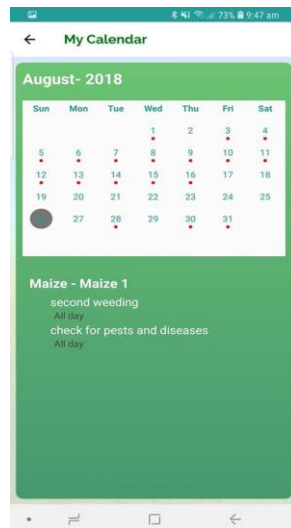 73% 9:47 am
My Calendar
August- 2018
Sun Mon Tue Wed Thu Fri Sat
1 2 3 4
5 6 7 8 9 10 11
12 13 14 15 16 17 18
19 20 21 22 23 24 25
27 28 29 30 31
Maize - Maize 1
second weeding
All day
check for pests and diseases
All day